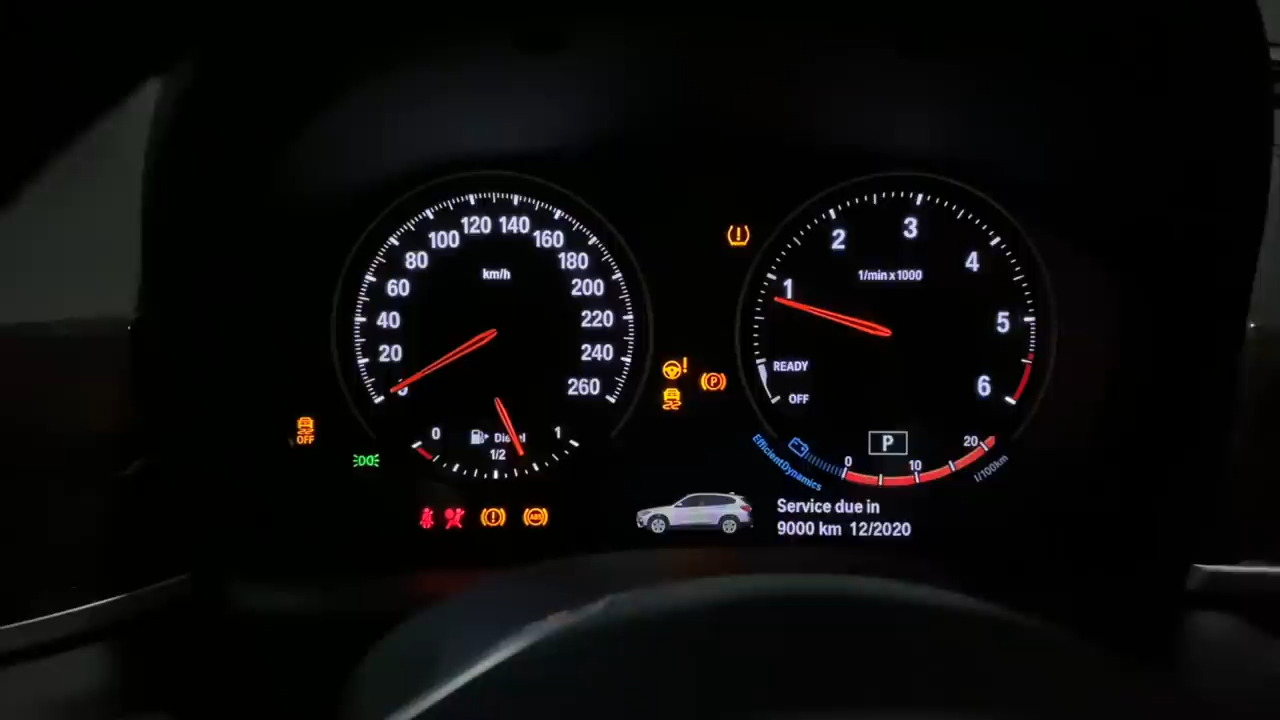 0
20
40
60
80
100
120
140
160
180
200
220
240
260
km/h
0
Diesel
1/2
1
OFF
ABS
P
1
2
3
4
5
6
1/min x 1000
READY
OFF
P
EfficientDynamics
0
10
20
l/100km
Service due in
9000 km 12/2020